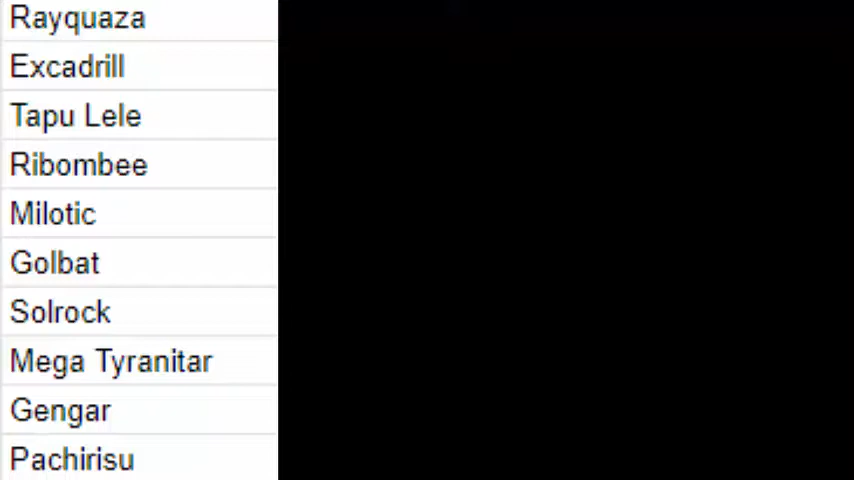 Rayquaza
Excadrill
Tapu Lele
Ribombee
Milotic
Golbat
Solrock
Mega Tyranitar
Gengar
Pachirisu